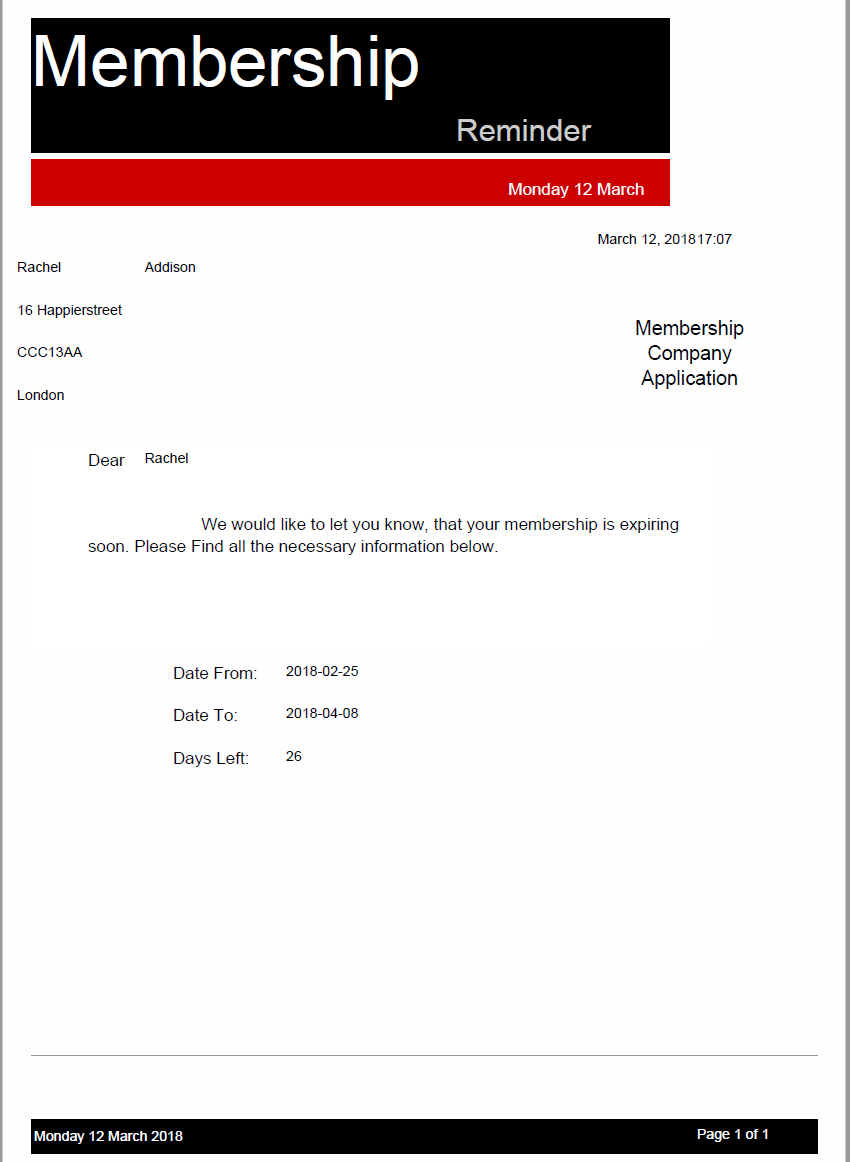 Membership
Reminder
Monday 12 March
March 12, 201817:07
Rachel Addison
16 Happierstreet
Membership
CCC13AA
Company
Application
London
Dear Rachel
We would like to let you know, that your membership is expiring
soon. Please Find all the necessary information below.
Date From: 2018-02-25
Date To: 2018-04-08
Days Left: 26
Monday 12 March 2018 Page 1 of 1